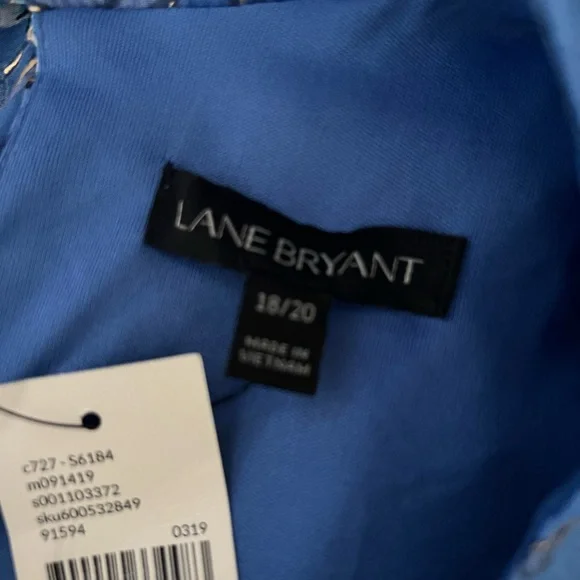 LANE BRYANT
18/20
MADE IN
VIETNAM
c727 - S6184
m091419
s001103372
sku600532849
91594 0319